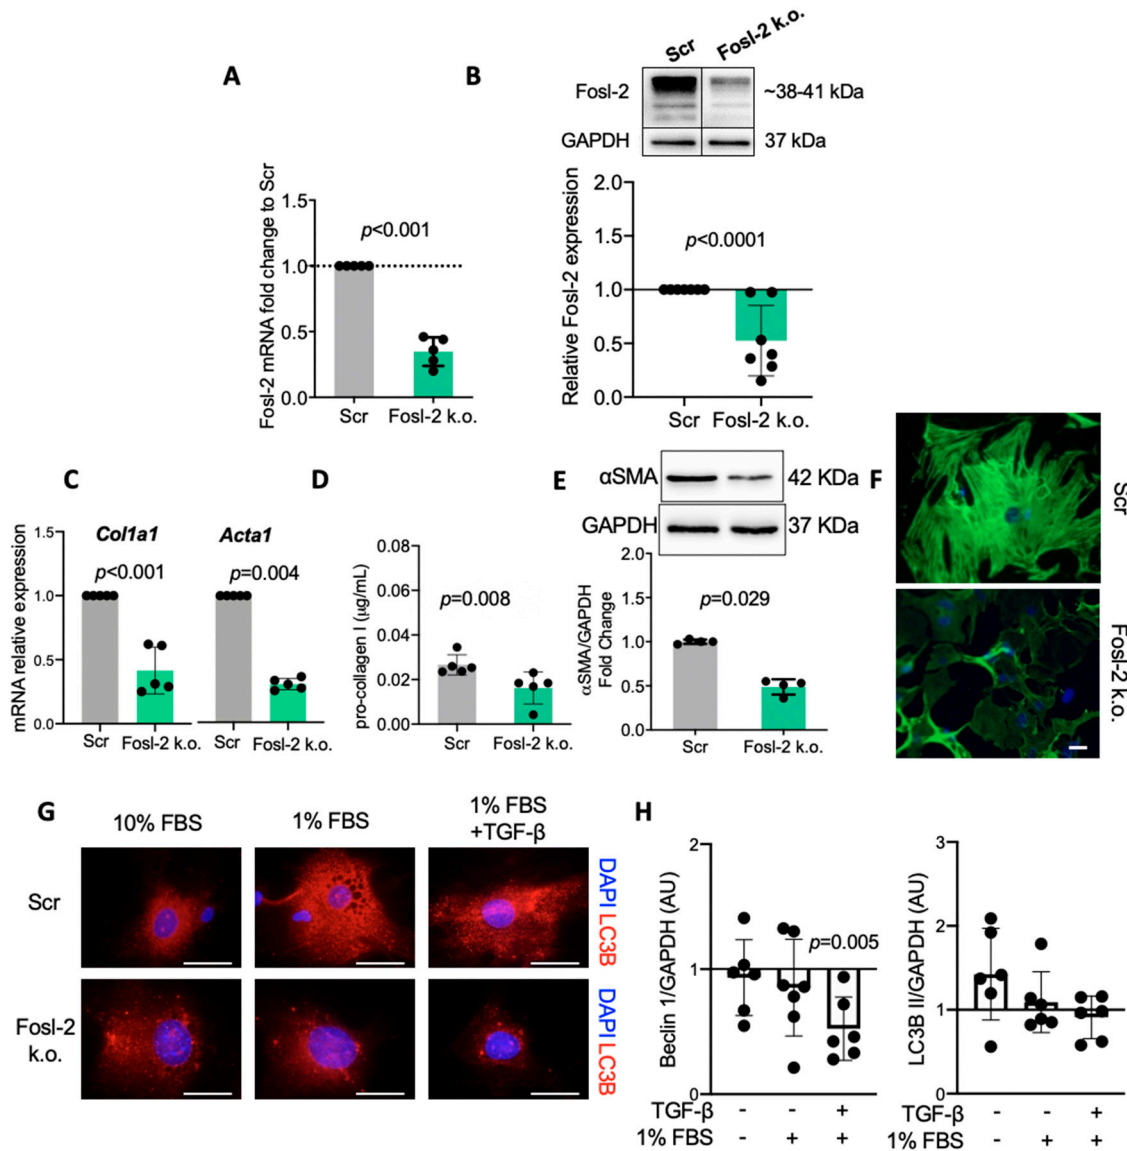 A
Fosl-2 mRNA fold change to Scr
1.5
1.0
0.5
0.0
p<0.001
Scr
Fosl-2 k.o.
B
Scr
Fosl-2 k.o.
Fosl-2
~38-41 kDa
GAPDH
37 kDa
Relative Fosl-2 expression
2.0
1.5
1.0
0.5
0.0
p<0.0001
Scr
Fosl-2 k.o.
C
mRNA relative expression
1.5
1.0
0.5
0.0
Col1a1
p<0.001
Acta1
p=0.004
Scr
Fosl-2 k.o.
Scr
Fosl-2 k.o.
D
pro-collagen I (µg/mL)
0.08
0.06
0.04
0.02
0.00
p=0.008
Scr
Fosl-2 k.o.
E
αSMA
42 KDa
GAPDH
37 KDa
αSMA/GAPDH
Fold Change
2.0
1.5
1.0
0.5
0.0
p=0.029
Scr
Fosl-2 k.o.
F
Scr
Fosl-2 k.o.
G
10% FBS
1% FBS
1% FBS
+TGF-β
Scr
DAPI LC3B
Fosl-2
k.o.
DAPI LC3B
H
Beclin 1/GAPDH (AU)
2
1
0
p=0.005
TGF-β - - +
1% FBS - + +
LC3B II/GAPDH (AU)
3
2
1
0
TGF-β - - +
1% FBS - + +